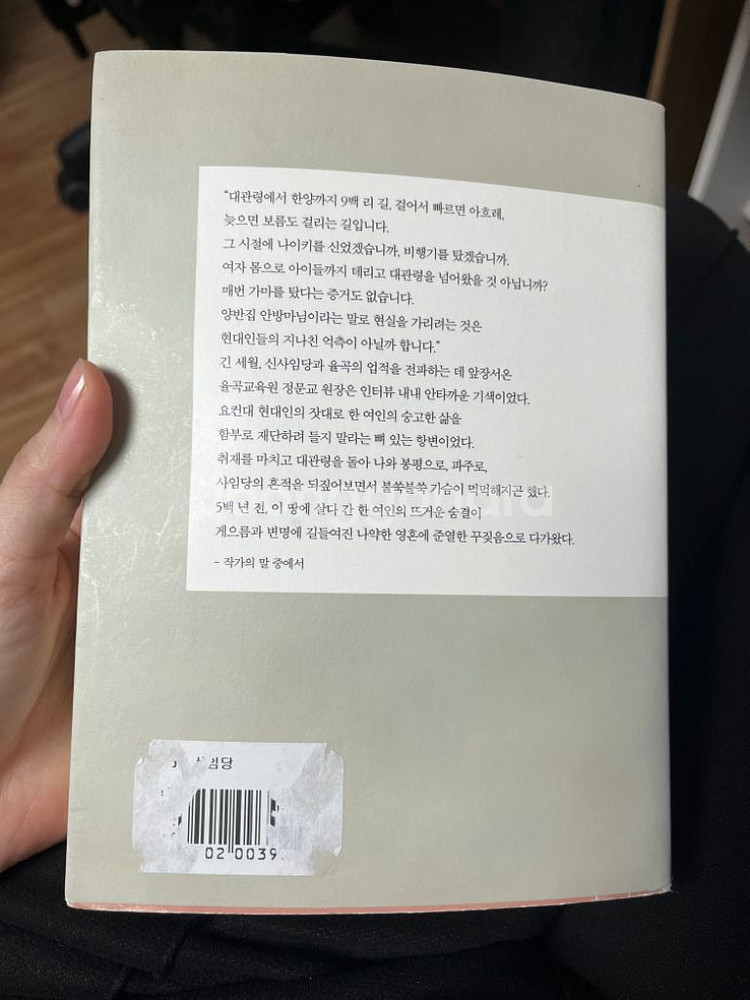 “대관령에서 한양까지 9백 리 길, 걸어서 빠르면 아흐레,
늦으면 보름도 걸리는 길입니다.
그 시절에 나이키를 신었겠습니까, 비행기를 탔겠습니까.
여자 몸으로 아이들까지 데리고 대관령을 넘어왔을 것 아닙니까?
매번 가마를 탔다는 증거도 없습니다.
양반집 안방마님이라는 말로 현실을 가리려는 것은
현대인들의 지나친 억측이 아닐까 합니다.”
긴 세월, 신사임당과 율곡의 업적을 전파하는 데 앞장서온
율곡교육원 정문교 원장은 인터뷰 내내 안타까운 기색이었다.
요컨대 현대인의 잣대로 한 여인의 숭고한 삶을
함부로 재단하려 들지 말라는 뼈 있는 항변이었다.
취재를 마치고 대관령을 돌아 나와 봉평으로, 파주로,
사임당의 흔적을 되짚어보면서 불쑥불쑥 가슴이 먹먹해지곤 했다.
5백 년 전, 이 땅에 살다 간 한 여인의 뜨거운 숨결이
게으름과 변명에 길들여진 나약한 영혼에 준열한 꾸짖음으로 다가왔다.
- 작가의 말 중에서
임당
02 0039